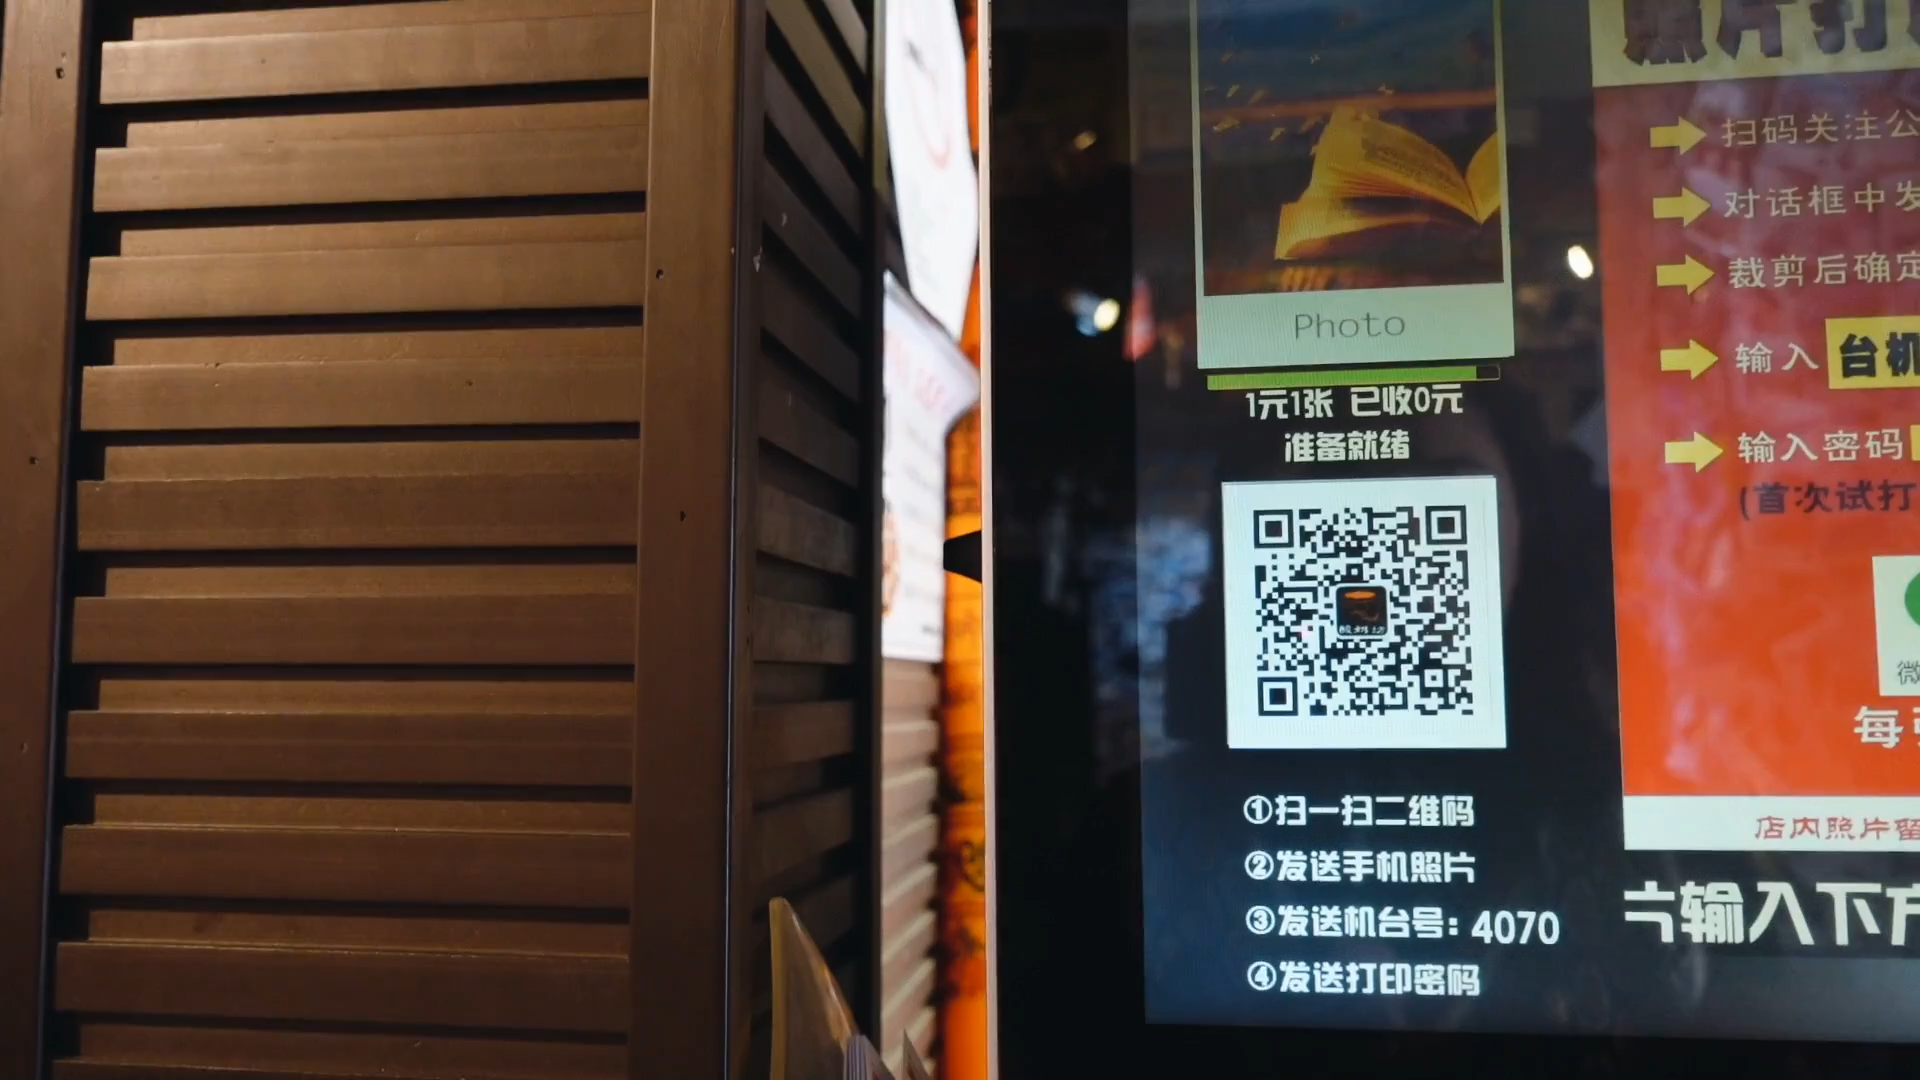 Photo
1元1张 已收0元
准备就绪
①扫一扫二维码
②发送手机照片
③发送机台号: 4070
④发送打印密码
照片打
扫码关注公
对话框中发
裁剪后确定
输入 台机
输入密码
(首次试打
微
每
店内照片留
输入下方